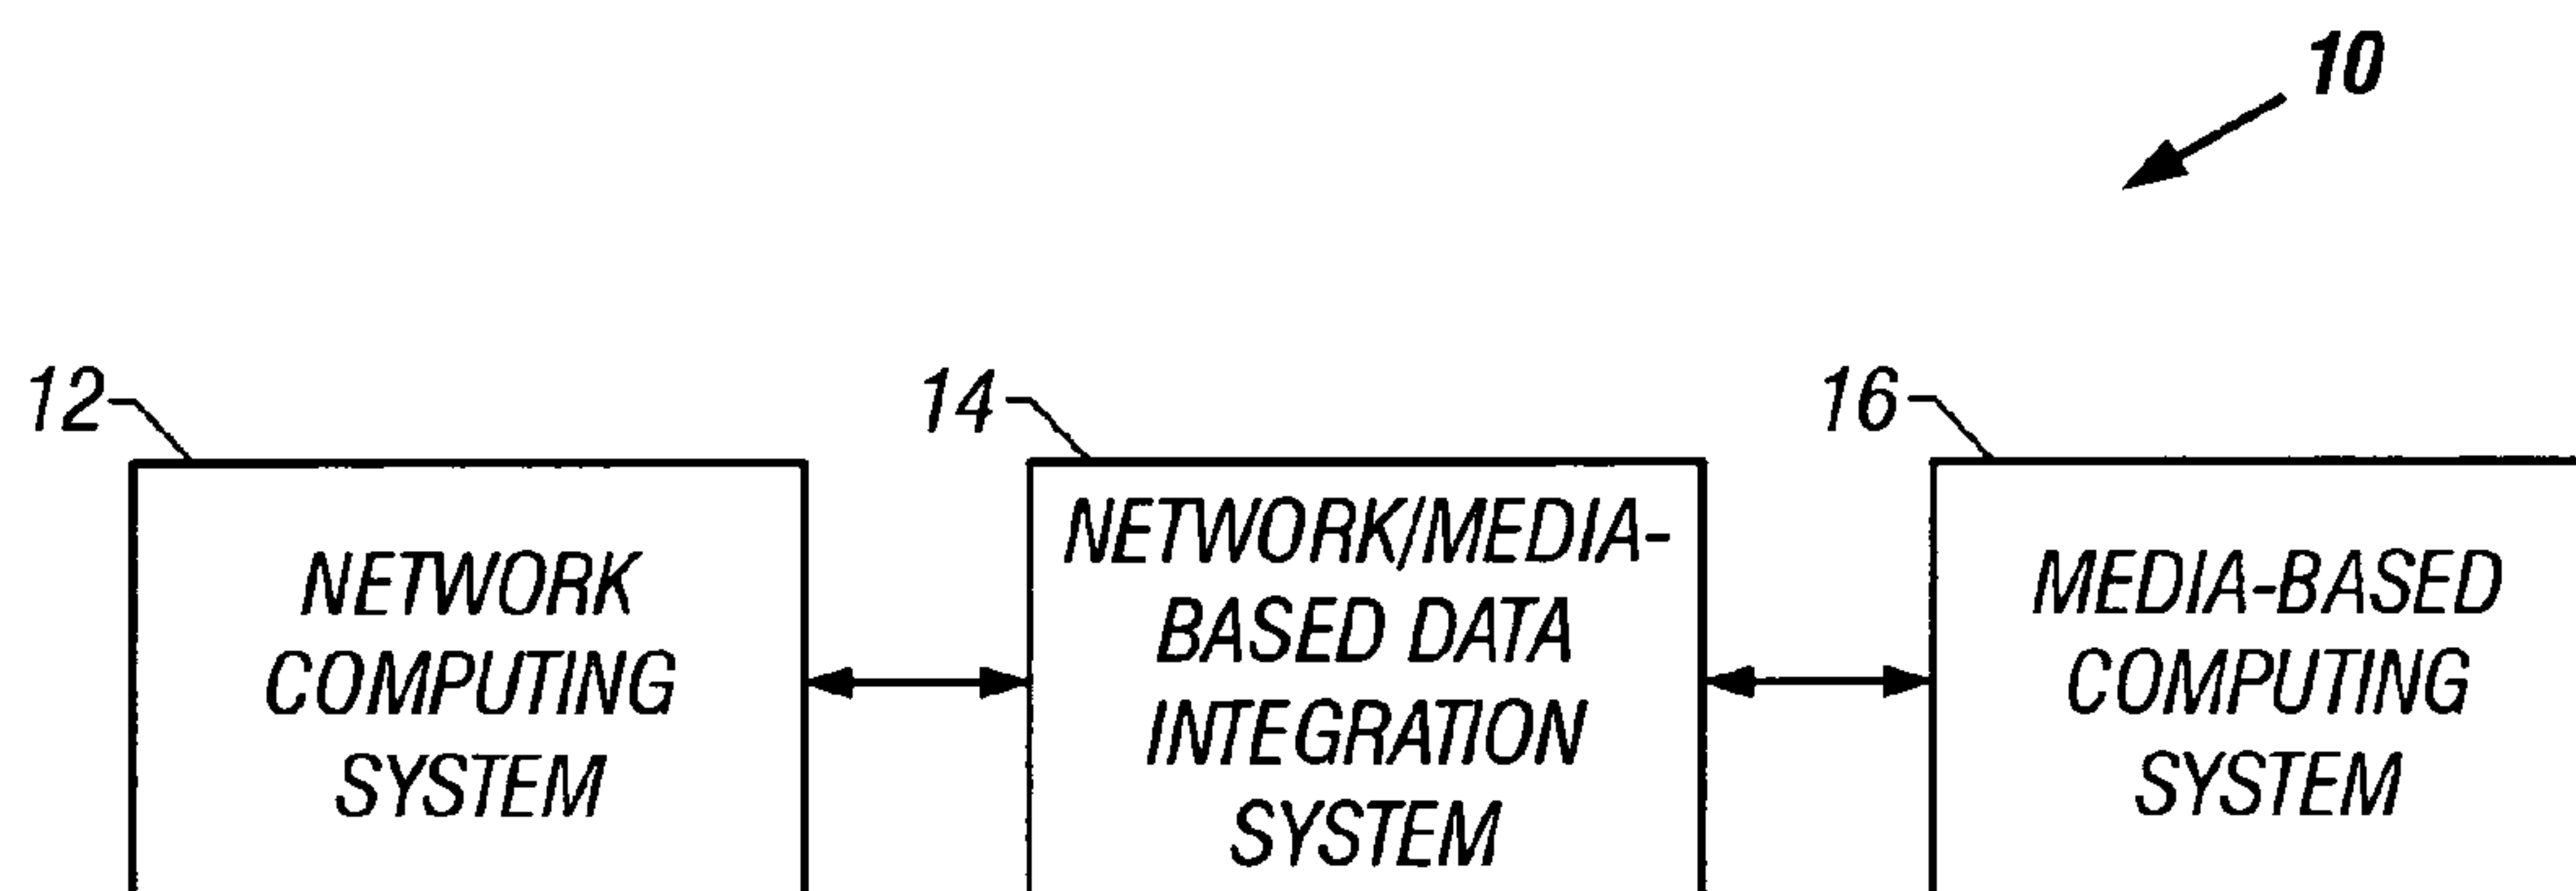 10
12
NETWORK
COMPUTING
SYSTEM
14
NETWORK/MEDIA-
BASED DATA
INTEGRATION
SYSTEM
16
MEDIA-BASED
COMPUTING
SYSTEM